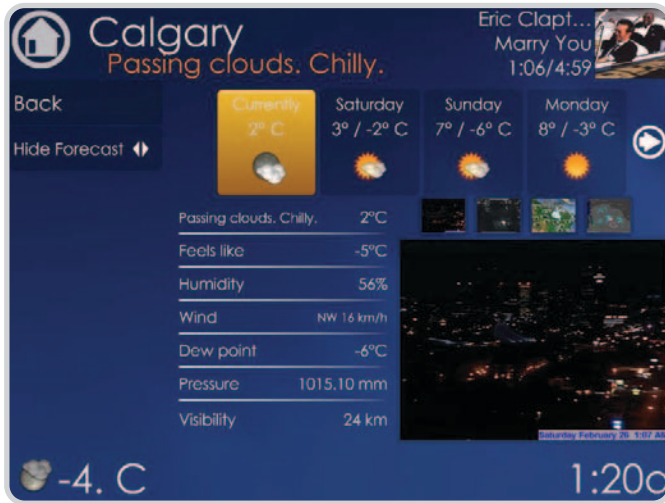 Calgary
Passing clouds. Chilly.
Eric Clapt...
Marry You
1:06/4:59
Back
Hide Forecast
Currently
2° C
Saturday
3° / -2° C
Sunday
7° / -6° C
Monday
8° / -3° C
Passing clouds. Chilly. 2°C
Feels like -5°C
Humidity 56%
Wind NW 16 km/h
Dew point -6°C
Pressure 1015.10 mm
Visibility 24 km
Saturday February 26 1:07 AM
-4. C
1:20a